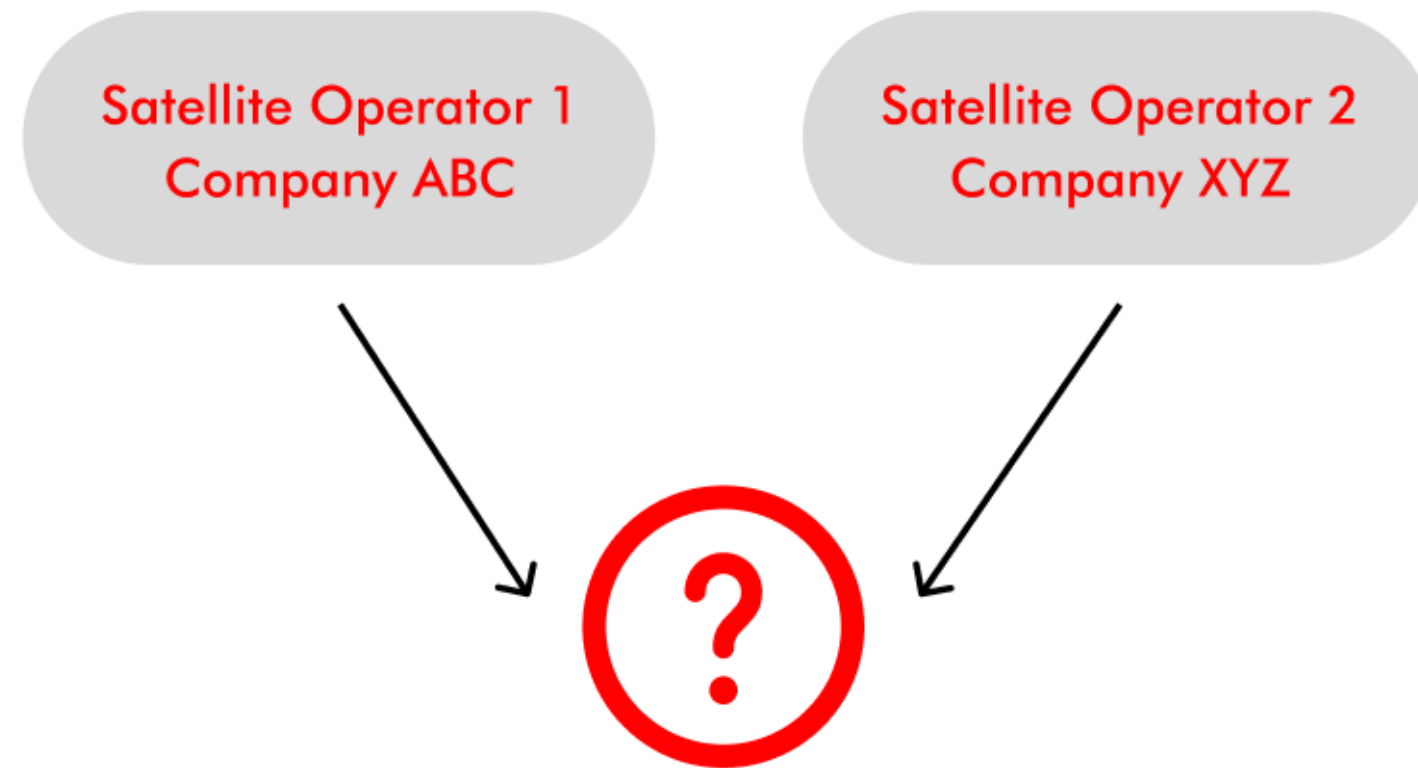 Satellite Operator 1
Company ABC
Satellite Operator 2
Company XYZ
?